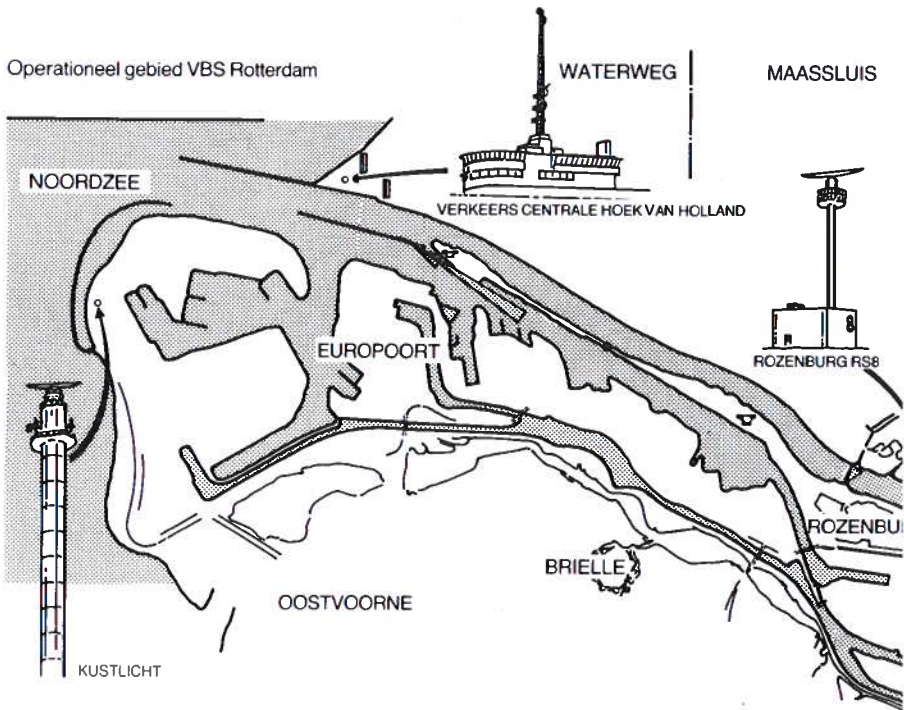 Operationeel gebied VBS Rotterdam
WATERWEG
MAASSLUIS
NOORDZEE
VERKEERS CENTRALE HOEK VAN HOLLAND
EUROPOORT
ROZENBURG RS8
ROZENBU
BRIELLE
OOSTVOORNE
KUSTLICHT